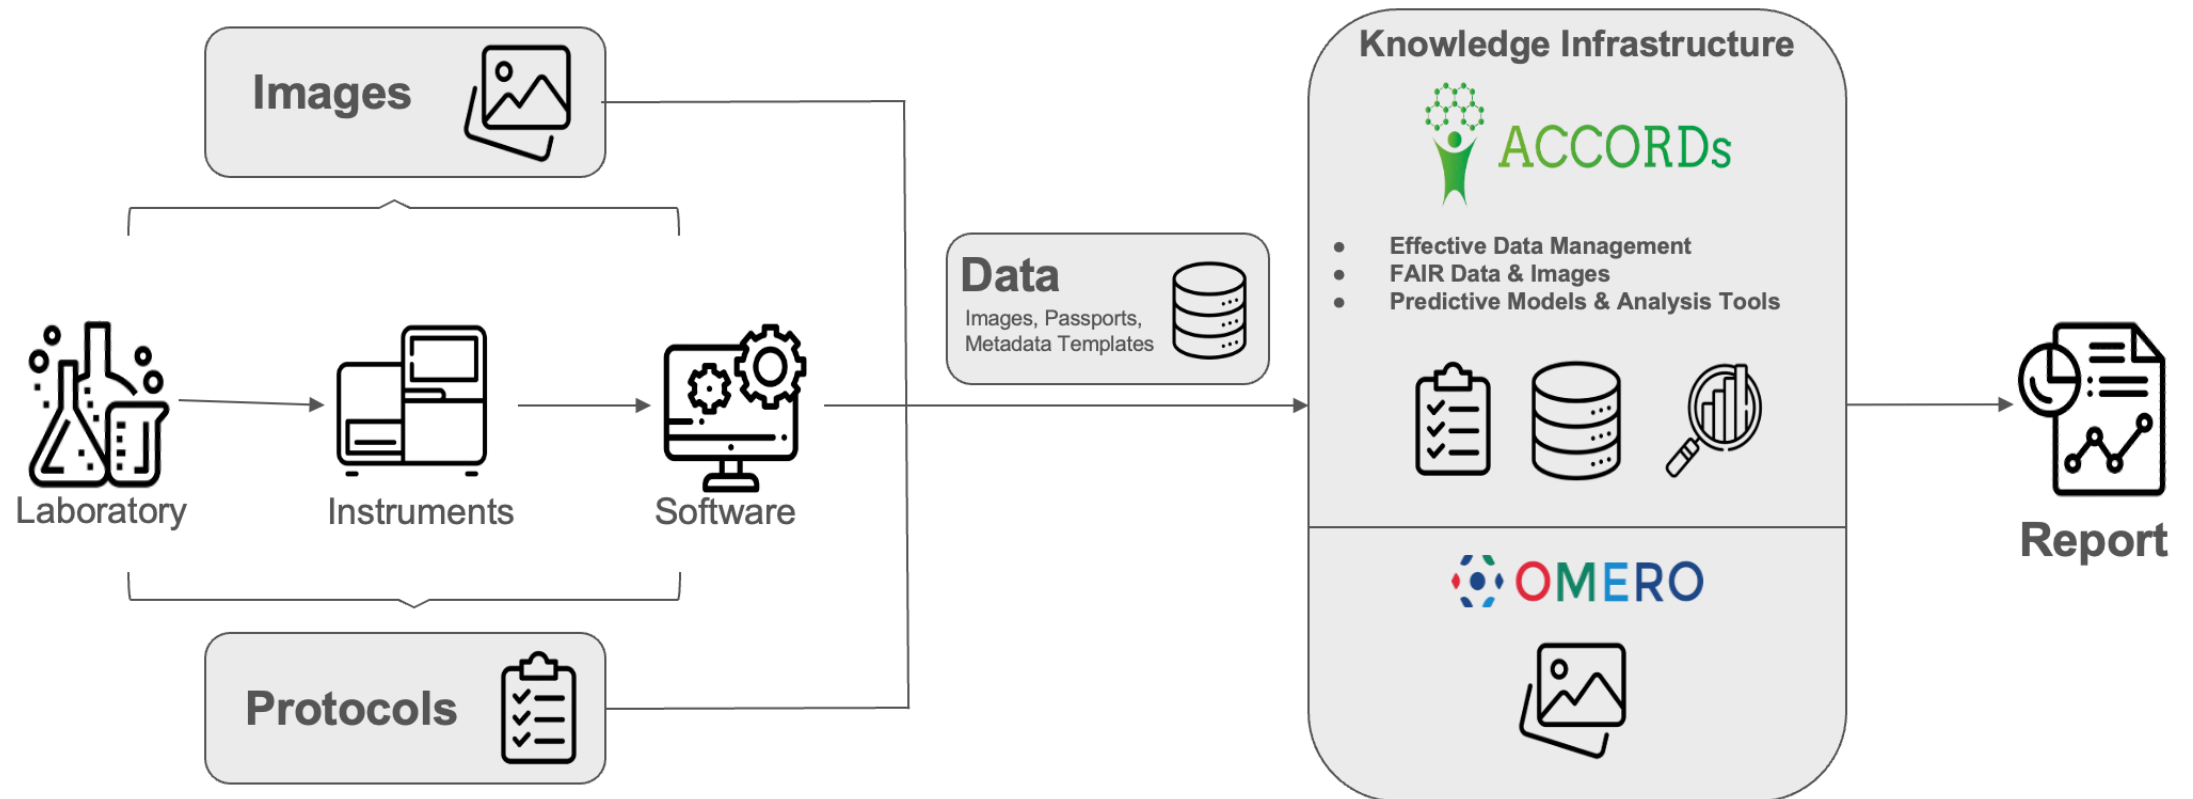 Images
Laboratory
Instruments
Software
Protocols
Data
Images, Passports,
Metadata Templates
Knowledge Infrastructure
ACCORDs
● Effective Data Management
● FAIR Data & Images
● Predictive Models & Analysis Tools
OMERO
Report